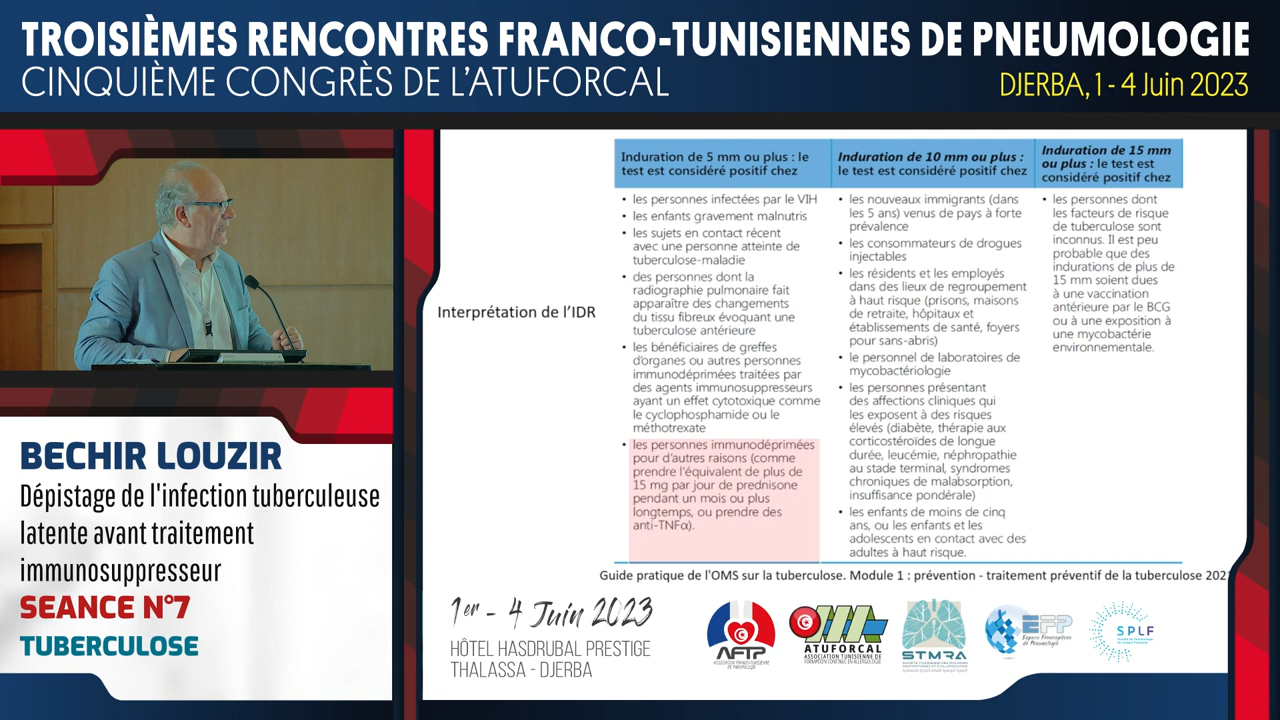 TROISIÈMES RENCONTRES FRANCO-TUNISIENNES DE PNEUMOLOGIE
CINQUIÈME CONGRÈS DE L'ATUFORCAL
DJERBA, 1 - 4 Juin 2023
Interprétation de l'IDR
Induration de 5 mm ou plus : le
test est considéré positif chez
• les personnes infectées par le VIH
• les enfants gravement malnutris
• les sujets en contact récent
avec une personne atteinte de
tuberculose-maladie
• des personnes dont la
radiographie pulmonaire fait
apparaître des changements
du tissu fibreux évoquant une
tuberculose antérieure
• les bénéficiaires de greffes
d'organes ou autres personnes
immunodéprimées traitées par
des agents immunosuppresseurs
ayant un effet cytotoxique comme
le cyclophosphamide ou le
méthotrexate
• les personnes immunodéprimées
pour d'autres raisons (comme
prendre l'équivalent de plus de
15 mg par jour de prednisone
pendant un mois ou plus
longtemps, ou prendre des
anti-TNFα).
Induration de 10 mm ou plus :
le test est considéré positif chez
• les nouveaux immigrants (dans
les 5 ans) venus de pays à forte
prévalence
• les consommateurs de drogues
injectables
• les résidents et les employés
dans des lieux de regroupement
à haut risque (prisons, maisons
de retraite, hôpitaux et
établissements de santé, foyers
pour sans-abris)
• le personnel de laboratoires de
mycobactériologie
• les personnes présentant
des affections cliniques qui
les exposent à des risques
élevés (diabète, thérapie aux
corticostéroïdes de longue
durée, leucémie, néphropathie
au stade terminal, syndromes
chroniques de malabsorption,
insuffisance pondérale)
• les enfants de moins de cinq
ans, ou les enfants et les
adolescents en contact avec des
adultes à haut risque.
Induration de 15 mm
ou plus : le test est
considéré positif chez
• les personnes dont
les facteurs de risque
de tuberculose sont
inconnus. Il est peu
probable que des
indurations de plus de
15 mm soient dues
à une vaccination
antérieure par le BCG
ou à une exposition à
une mycobactérie
environnementale.
Guide pratique de l'OMS sur la tuberculose. Module 1 : prévention - traitement préventif de la tuberculose
BECHIR LOUZIR
Dépistage de l'infection tuberculeuse
latente avant traitement
immunosuppresseur
SEANCE N°7
TUBERCULOSE
1er - 4 Juin 2023
HÔTEL HASDRUBAL PRESTIGE
THALASSA - DJERBA
AFTP
ATUFORCAL
ASSOCIATION TUNISIENNE DE
FORMATION CONTINUE EN ALLERGOLOGIE
STMRA
EFP
Espace Francophone
de Pneumologie
SPLF